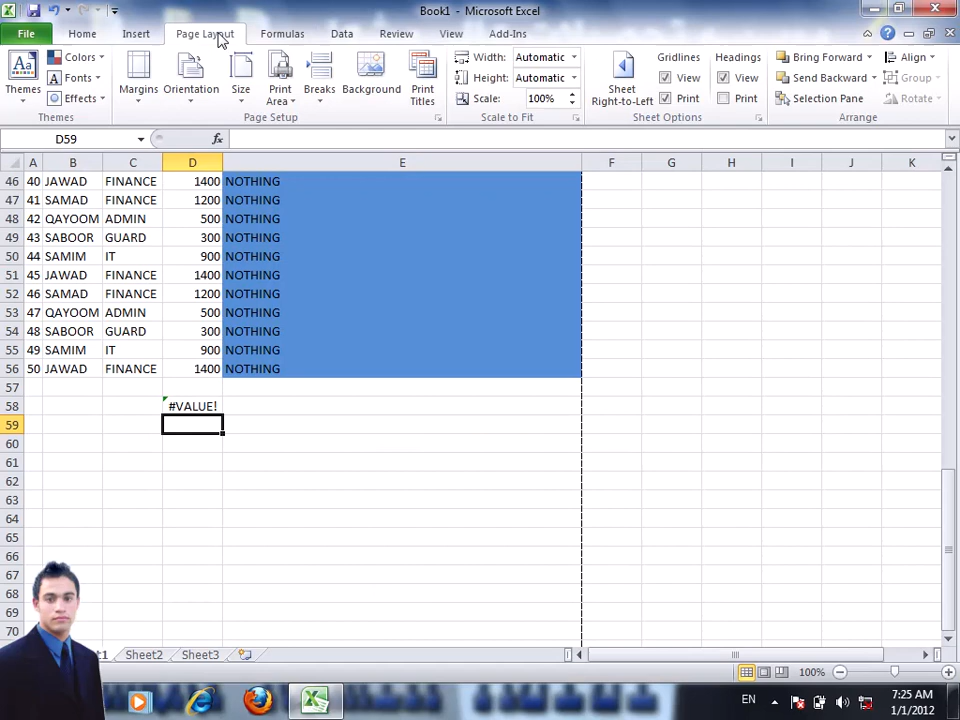 Book1 - Microsoft Excel
File Home Insert Page Layout Formulas Data Review View Add-Ins
Colors Width: Automatic Gridlines Headings Bring Forward Align
Fonts Height: Automatic View View Send Backward Group
Themes Effects Margins Orientation Size Print Area Breaks Background Print Titles Scale: 100% Sheet Right-to-Left Print Print Selection Pane Rotate
Themes Page Setup Scale to Fit Sheet Options Arrange
D59 fx
A B C D E F G H I J K
46 40 JAWAD FINANCE 1400 NOTHING
47 41 SAMAD FINANCE 1200 NOTHING
48 42 QAYOOM ADMIN 500 NOTHING
49 43 SABOOR GUARD 300 NOTHING
50 44 SAMIM IT 900 NOTHING
51 45 JAWAD FINANCE 1400 NOTHING
52 46 SAMAD FINANCE 1200 NOTHING
53 47 QAYOOM ADMIN 500 NOTHING
54 48 SABOOR GUARD 300 NOTHING
55 49 SAMIM IT 900 NOTHING
56 50 JAWAD FINANCE 1400 NOTHING
57
58 #VALUE!
59
60
61
62
63
64
65
66
67
68
69
70
Sheet2 Sheet3
100%
EN 7:25 AM
1/1/2012